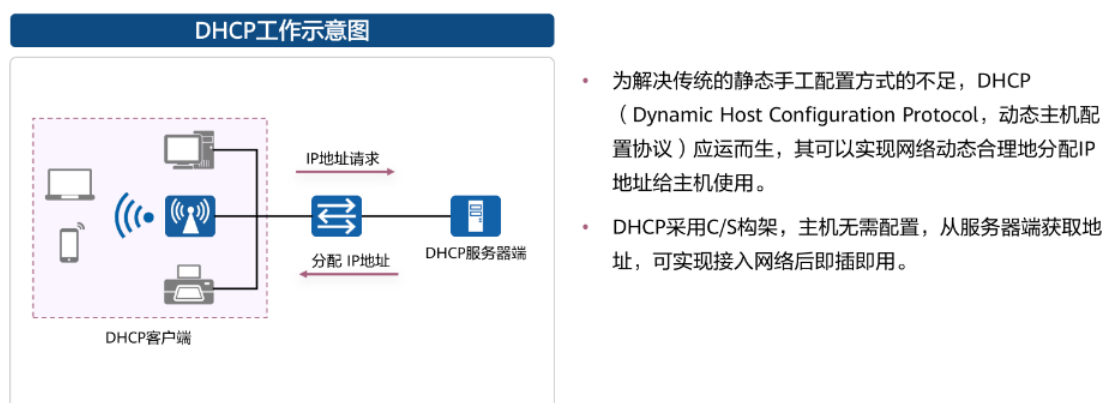 DHCP工作示意图
IP地址请求
分配 IP地址
DHCP服务器端
DHCP客户端
• 为解决传统的静态手工配置方式的不足，DHCP
（Dynamic Host Configuration Protocol，动态主机配
置协议）应运而生，其可以实现网络动态合理地分配IP
地址给主机使用。
• DHCP采用C/S构架，主机无需配置，从服务器端获取地
址，可实现接入网络后即插即用。